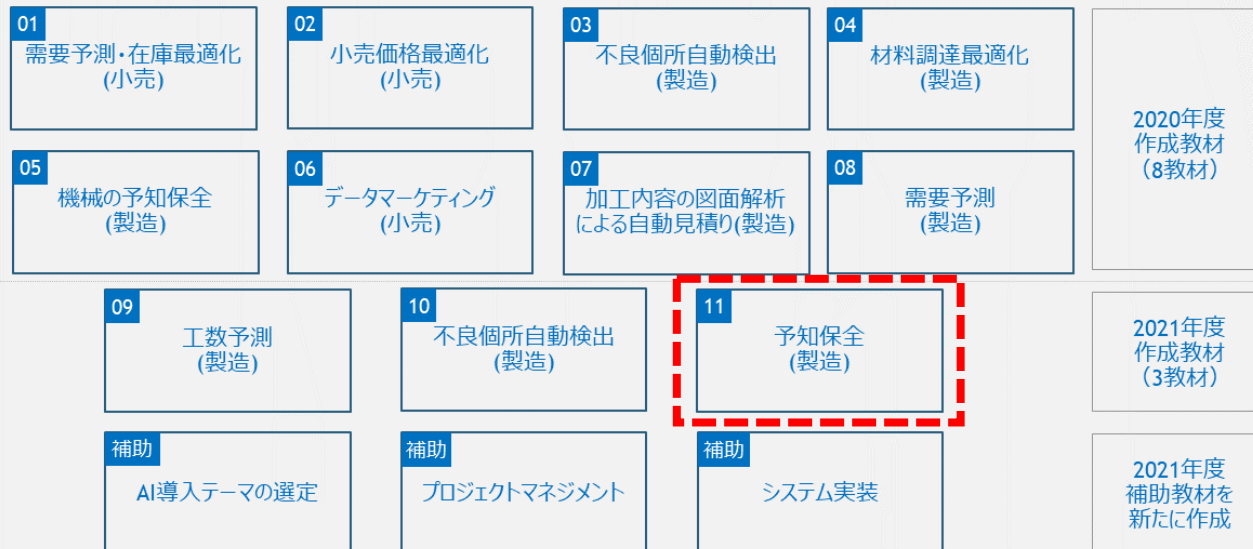 01
需要予測・在庫最適化
(小売)
02
小売価格最適化
(小売)
03
不良個所自動検出
(製造)
04
材料調達最適化
(製造)
2020年度
作成教材
（8教材）
05
機械の予知保全
(製造)
06
データマーケティング
(小売)
07
加工内容の図面解析
による自動見積り(製造)
08
需要予測
(製造)
09
工数予測
(製造)
10
不良個所自動検出
(製造)
11
予知保全
(製造)
2021年度
作成教材
（3教材）
補助
AI導入テーマの選定
補助
プロジェクトマネジメント
補助
システム実装
2021年度
補助教材を
新たに作成